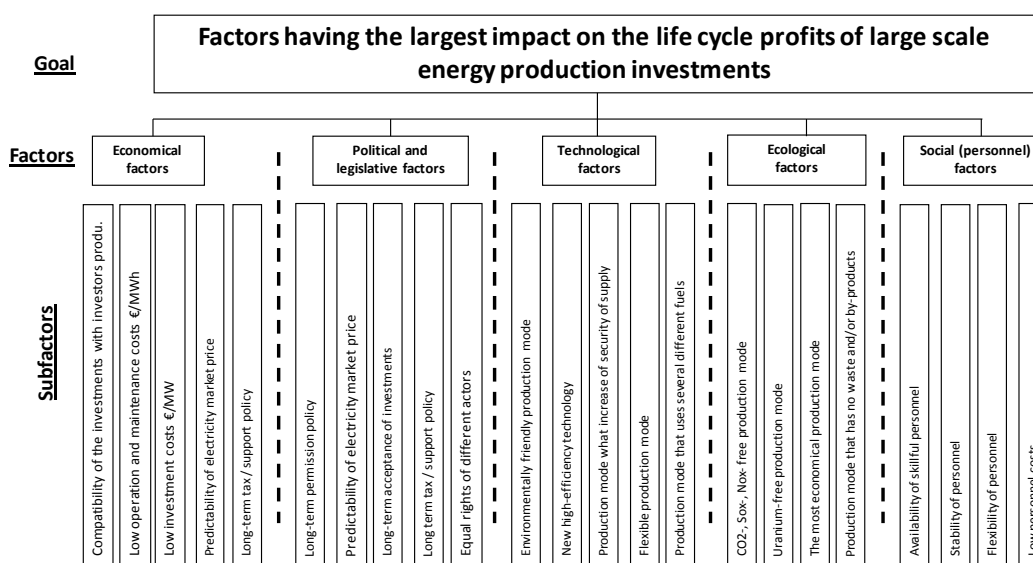 Goal
Factors having the largest impact on the life cycle profits of large scale
energy production investments
Factors
Economical
factors
Political and
legislative factors
Technological
factors
Ecological
factors
Social (personnel)
factors
Subfactors
Compatibility of the investments with investors produ.
Low operation and maintenance costs €/MWh
Low investment costs €/MW
Predictability of electricity market price
Long-term tax / support policy
Long-term permission policy
Predictability of electricity market price
Long-term acceptance of investments
Long term tax / support policy
Equal rights of different actors
Environmentally friendly production mode
New high-efficiency technology
Production mode what increase of security of supply
Flexible production mode
Production mode that uses several different fuels
CO2-, Sox-, Nox- free production mode
Uranium-free production mode
The most economical production mode
Production mode that has no waste and/or by-products
Availability of skillful personnel
Stability of personnel
Flexibility of personnel
Low personnel costs